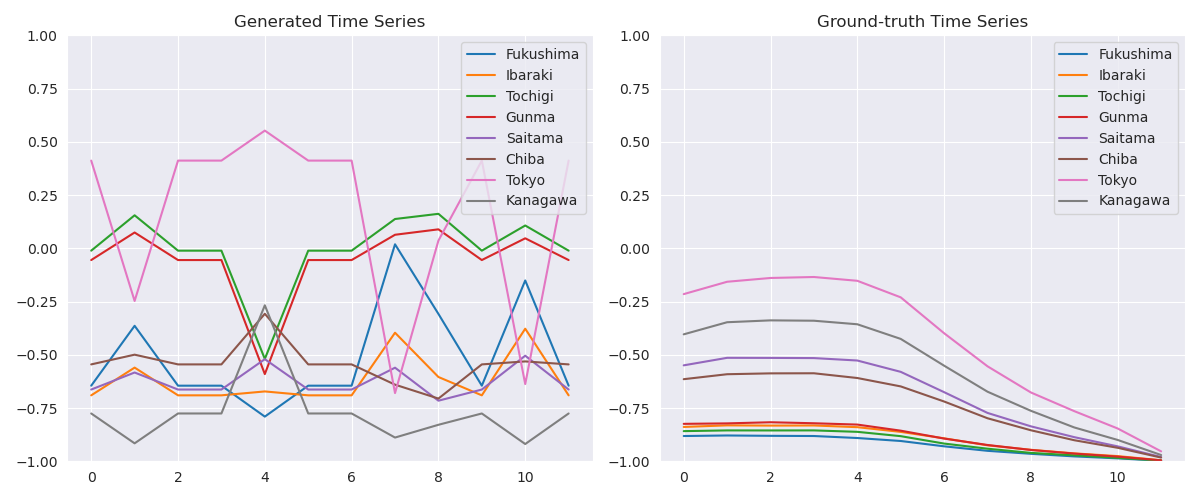 Generated Time Series
1.00
0.75
0.50
0.25
0.00
−0.25
−0.50
−0.75
−1.00
0
2
4
6
8
10
Fukushima
Ibaraki
Tochigi
Gunma
Saitama
Chiba
Tokyo
Kanagawa
Ground-truth Time Series
1.00
0.75
0.50
0.25
0.00
−0.25
−0.50
−0.75
−1.00
0
2
4
6
8
10
Fukushima
Ibaraki
Tochigi
Gunma
Saitama
Chiba
Tokyo
Kanagawa